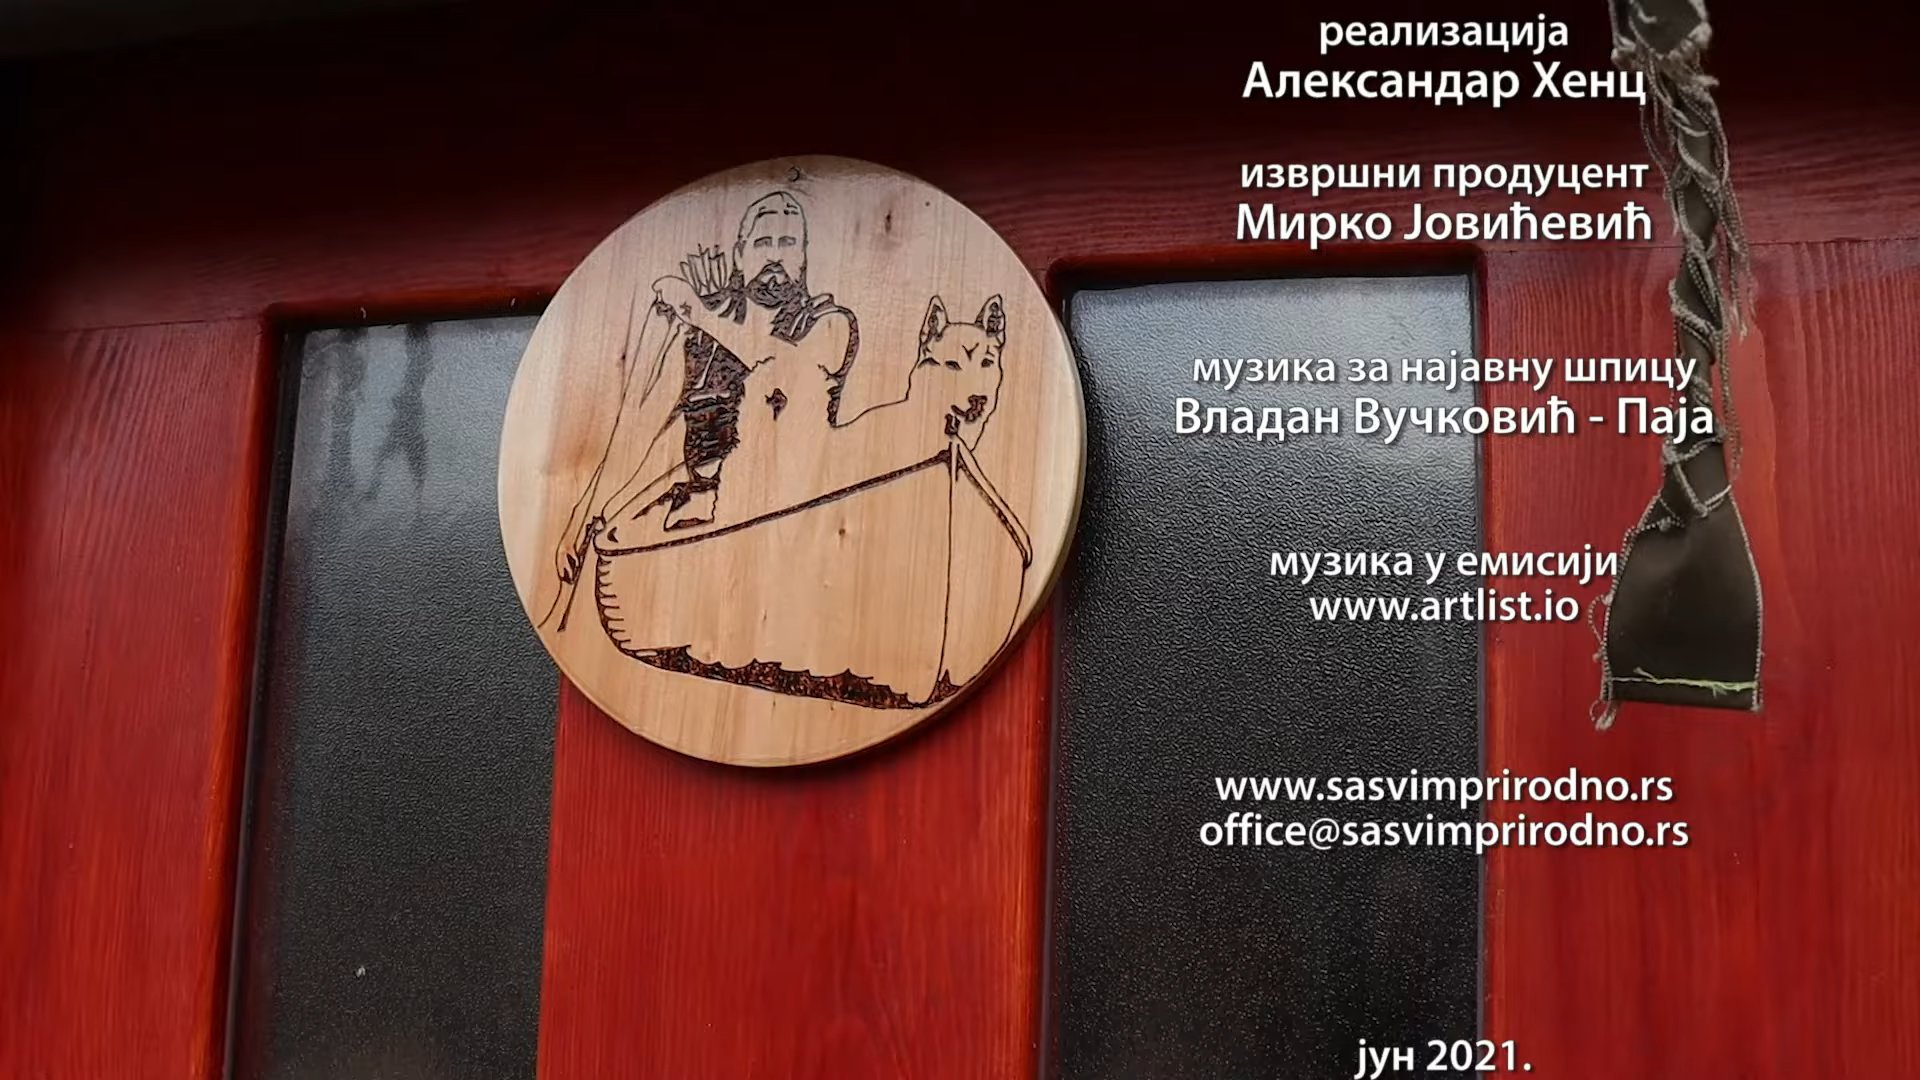 реализација
Александар Хенц
извршни продуцент
Мирко Јовићевић
музика за најавну шпицу
Владан Вучковић - Паја
музика у емисији
www.artlist.io
www.sasvimprirodno.rs
office@sasvimprirodno.rs
јун 2021.